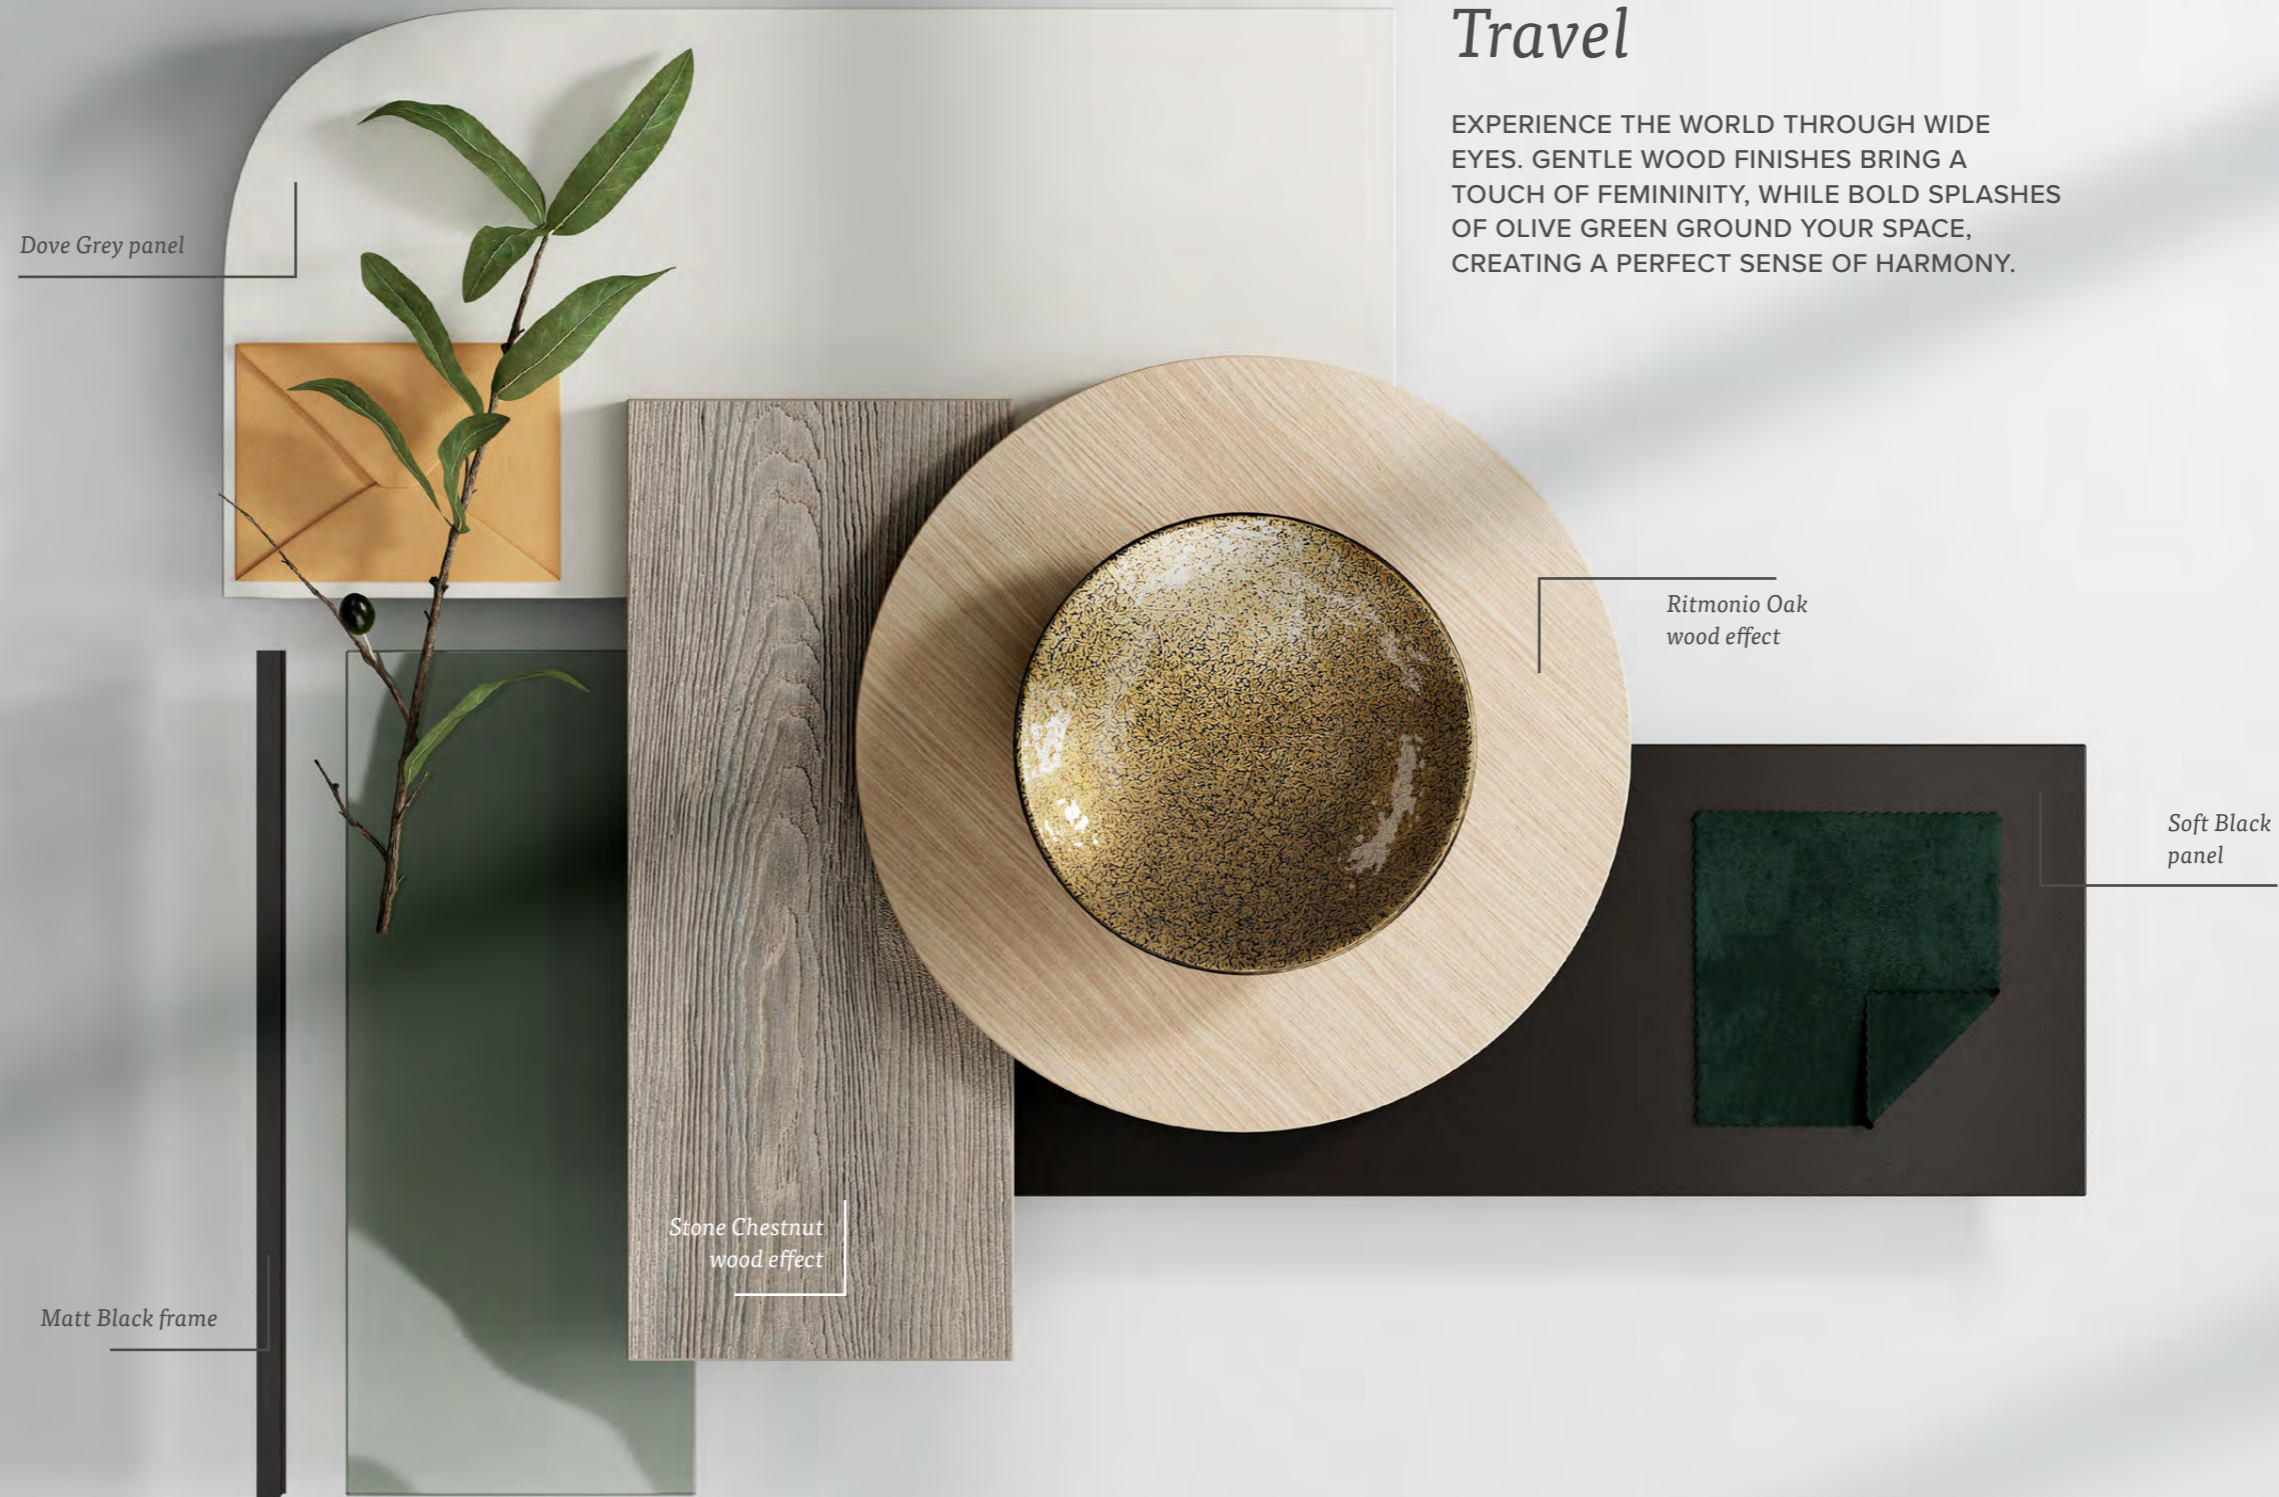 Travel
EXPERIENCE THE WORLD THROUGH WIDE
EYES. GENTLE WOOD FINISHES BRING A
TOUCH OF FEMININITY, WHILE BOLD SPLASHES
OF OLIVE GREEN GROUND YOUR SPACE,
CREATING A PERFECT SENSE OF HARMONY.
Dove Grey panel
Ritmonio Oak
wood effect
Soft Black
panel
Stone Chestnut
wood effect
Matt Black frame